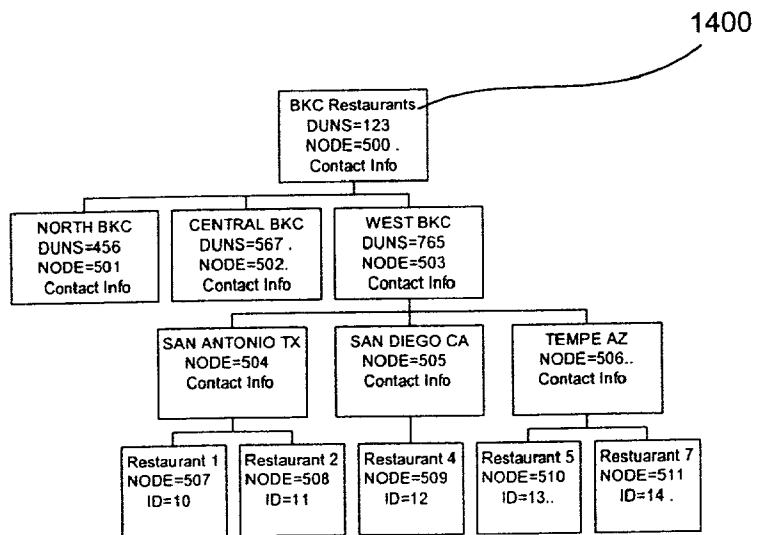 1400
BKC Restaurants
DUNS=123
NODE=500 .
Contact Info
NORTH BKC
DUNS=456
NODE=501
Contact Info
CENTRAL BKC
DUNS=567 .
NODE=502.
Contact Info
WEST BKC
DUNS=765
NODE=503
Contact Info
SAN ANTONIO TX
NODE=504
Contact Info
SAN DIEGO CA
NODE=505
Contact Info
TEMPE AZ
NODE=506..
Contact Info
Restaurant 1
NODE=507
ID=10
Restaurant 2
NODE=508
ID=11
Restaurant 4
NODE=509
ID=12
Restaurant 5
NODE=510
ID=13..
Restuarant 7
NODE=511
ID=14 .